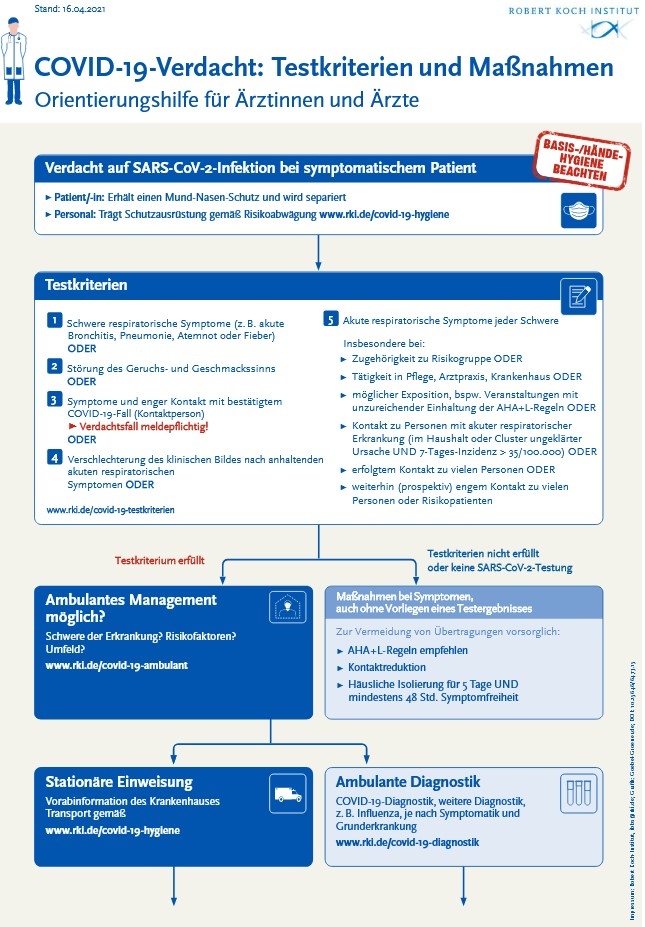 Stand: 16.04.2021
ROBERT KOCH INSTITUT
COVID-19-Verdacht: Testkriterien und Maßnahmen
Orientierungshilfe für Ärztinnen und Ärzte
BASIS-/HÄNDE-
HYGIENE
BEACHTEN
Verdacht auf SARS-CoV-2-Infektion bei symptomatischem Patient
► Patient/-in: Erhält einen Mund-Nasen-Schutz und wird separiert
► Personal: Trägt Schutzausrüstung gemäß Risikoabwägung www.rki.de/covid-19-hygiene
Testkriterien
1 Schwere respiratorische Symptome (z. B. akute
Bronchitis, Pneumonie, Atemnot oder Fieber)
ODER
2 Störung des Geruchs- und Geschmackssinns
ODER
3 Symptome und enger Kontakt mit bestätigtem
COVID-19-Fall (Kontaktperson)
► Verdachtsfall meldepflichtig!
ODER
4 Verschlechterung des klinischen Bildes nach anhaltenden
akuten respiratorischen
Symptomen ODER
www.rki.de/covid-19-testkriterien
5 Akute respiratorische Symptome jeder Schwere
Insbesondere bei:
► Zugehörigkeit zu Risikogruppe ODER
► Tätigkeit in Pflege, Arztpraxis, Krankenhaus ODER
► möglicher Exposition, bspw. Veranstaltungen mit
unzureichender Einhaltung der AHA+L-Regeln ODER
► Kontakt zu Personen mit akuter respiratorischer
Erkrankung (im Haushalt oder Cluster ungeklärter
Ursache UND 7-Tages-Inzidenz > 35/100.000) ODER
► erfolgtem Kontakt zu vielen Personen ODER
► weiterhin (prospektiv) engem Kontakt zu vielen
Personen oder Risikopatienten
Testkriterium erfüllt
Testkriterien nicht erfüllt
oder keine SARS-CoV-2-Testung
Ambulantes Management
möglich?
Schwere der Erkrankung? Risikofaktoren?
Umfeld?
www.rki.de/covid-19-ambulant
Maßnahmen bei Symptomen,
auch ohne Vorliegen eines Testergebnisses
Zur Vermeidung von Übertragungen vorsorglich:
► AHA+L-Regeln empfehlen
► Kontaktreduktion
► Häusliche Isolierung für 5 Tage UND
mindestens 48 Std. Symptomfreiheit
Stationäre Einweisung
Vorabinformation des Krankenhauses
Transport gemäß
www.rki.de/covid-19-hygiene
Ambulante Diagnostik
COVID-19-Diagnostik, weitere Diagnostik,
z. B. Influenza, je nach Symptomatik und
Grunderkrankung
www.rki.de/covid-19-diagnostik
Impressum: Robert Koch-Institut,